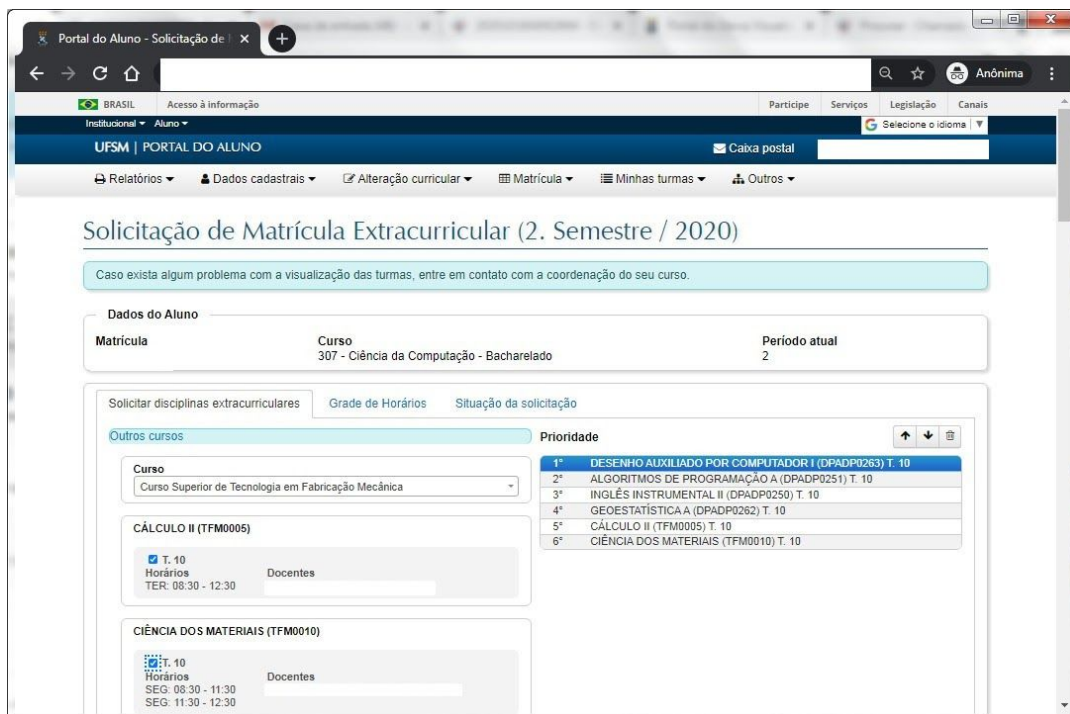 Portal do Aluno - Solicitação de
Anônima
BRASIL Acesso à informação Participe Serviços Legislação Canais
Institucional Aluno Selecione o idioma
UFSM | PORTAL DO ALUNO Caixa postal
Relatórios Dados cadastrais Alteração curricular Matrícula Minhas turmas Outros
Solicitação de Matrícula Extracurricular (2. Semestre / 2020)
Caso exista algum problema com a visualização das turmas, entre em contato com a coordenação do seu curso.
Dados do Aluno
Matrícula Curso Período atual
307 - Ciência da Computação - Bacharelado 2
Solicitar disciplinas extracurriculares Grade de Horários Situação da solicitação
Outros cursos
Curso
Curso Superior de Tecnologia em Fabricação Mecânica
CÁLCULO II (TFM0005)
T. 10
Horários Docentes
TER: 08:30 - 12:30
CIÊNCIA DOS MATERIAIS (TFM0010)
T. 10
Horários Docentes
SEG: 08:30 - 11:30
SEG: 11:30 - 12:30
Prioridade
1° DESENHO AUXILIADO POR COMPUTADOR I (DPADP0263) T. 10
2° ALGORITMOS DE PROGRAMAÇÃO A (DPADP0251) T. 10
3° INGLÊS INSTRUMENTAL II (DPADP0250) T. 10
4° GEOESTATÍSTICA A (DPADP0262) T. 10
5° CÁLCULO II (TFM0005) T. 10
6° CIÊNCIA DOS MATERIAIS (TFM0010) T. 10